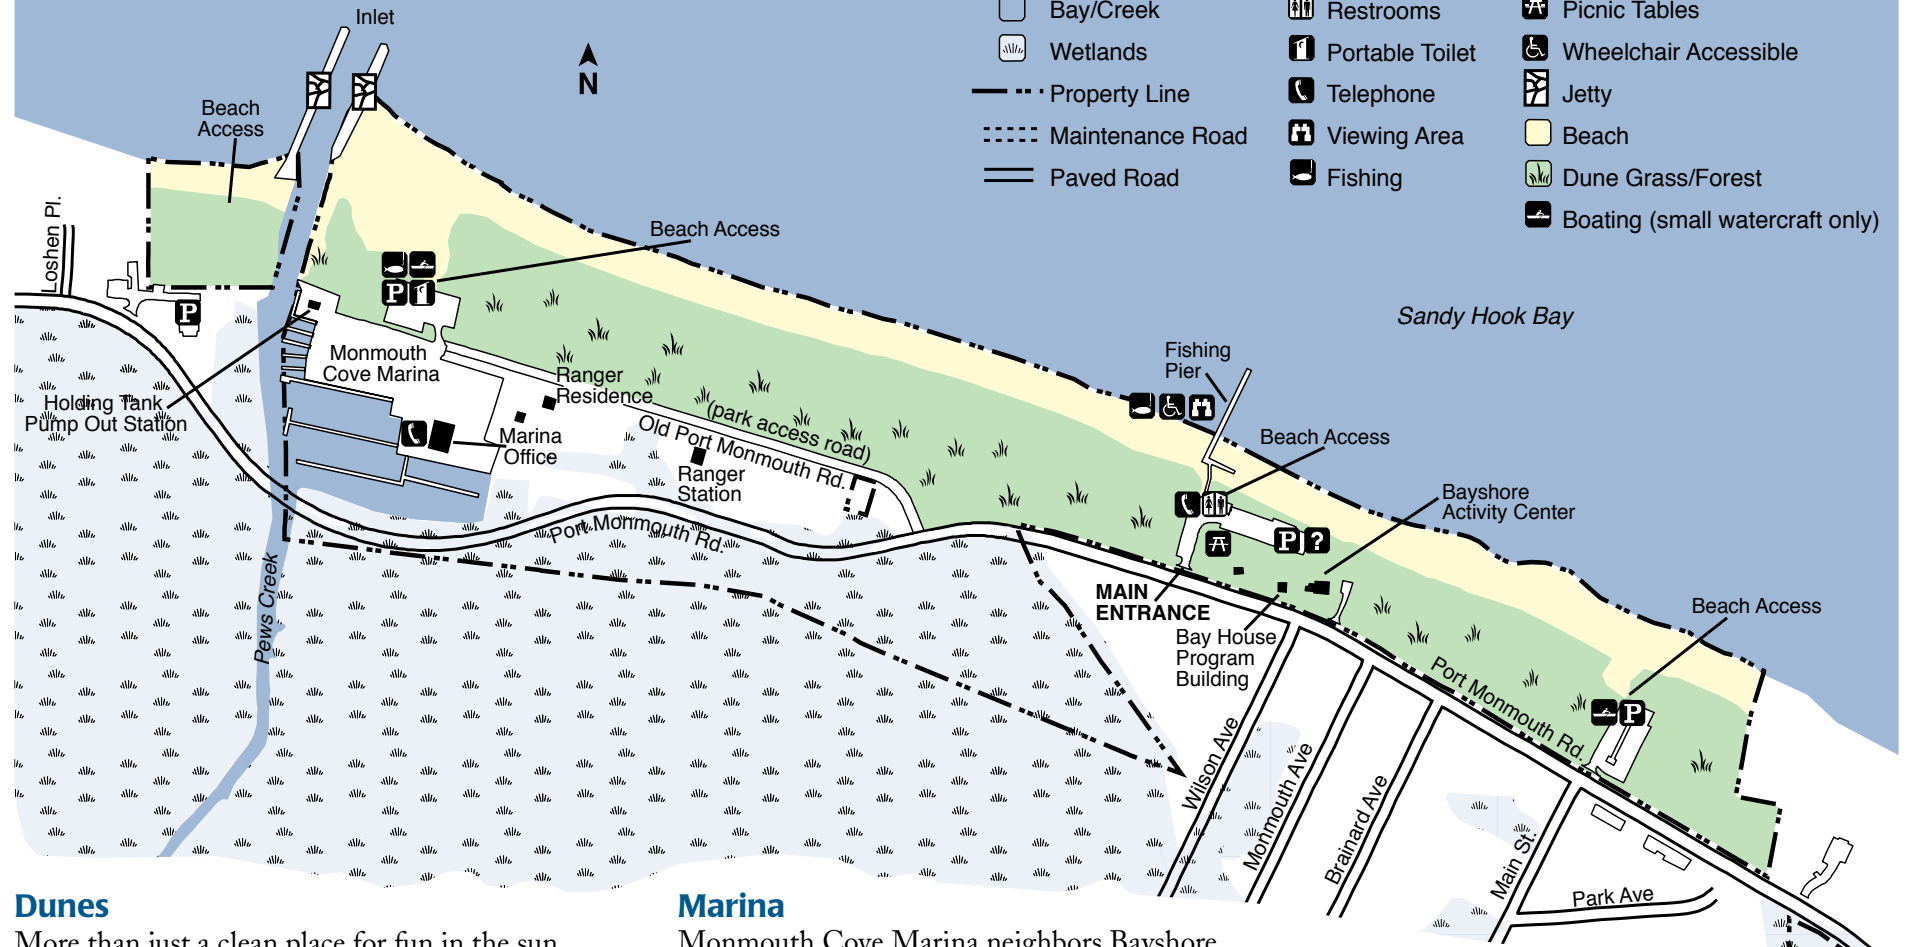 Inlet
N
Beach
Access
Bay/Creek
Wetlands
Property Line
Maintenance Road
Paved Road
Restrooms
Portable Toilet
Telephone
Viewing Area
Fishing
Picnic Tables
Wheelchair Accessible
Jetty
Beach
Dune Grass/Forest
Boating (small watercraft only)
Loshen Pl.
P
Beach Access
P
Sandy Hook Bay
Monmouth
Cove Marina
Holding Tank
Pump Out Station
Ranger
Residence
Marina
Office
(park access road)
Old Port Monmouth Rd.
Ranger
Station
Port Monmouth Rd.
Pews Creek
Fishing
Pier
Beach Access
Bayshore
Activity Center
P
?
MAIN
ENTRANCE
Bay House
Program
Building
Beach Access
P
Port Monmouth Rd.
Wilson Ave
Monmouth Ave
Brainard Ave
Main St.
Park Ave
Dunes
More than just a clean place for fun in the sun
Marina
Monmouth Cove Marina neighbors Bayshore